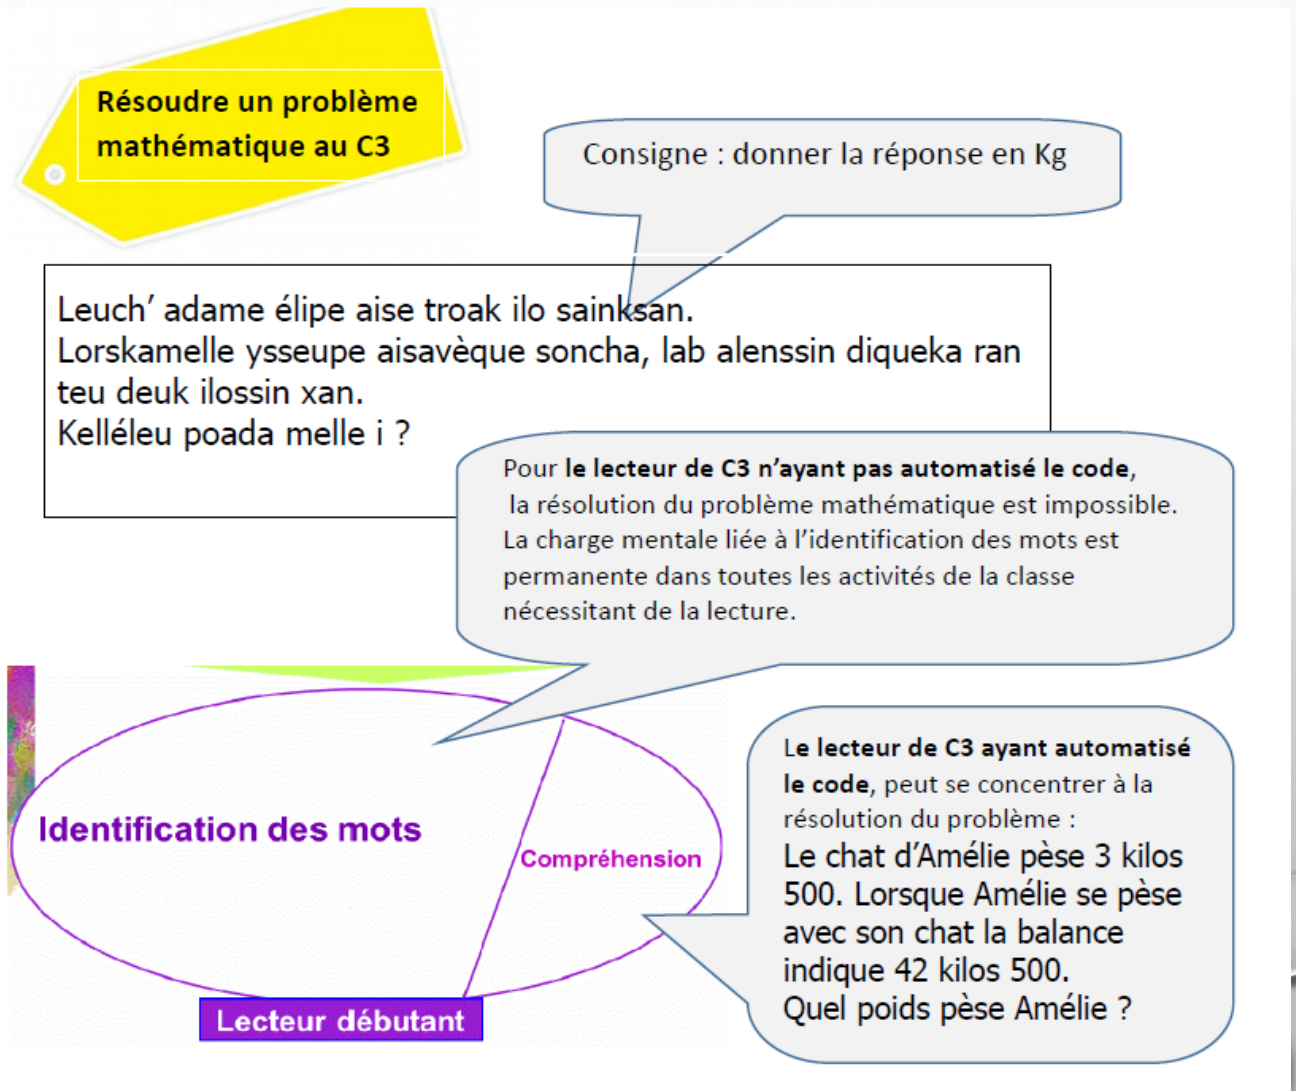 Résoudre un problème
mathématique au C3
Consigne : donner la réponse en Kg
Leuch’ adame élipe aise troak ilo sainksan.
Lorskamelle ysseupe aisavèque soncha, lab alenssin diqueka ran
teu deuk ilossin xan.
Kelléleu poada melle i ?
Pour le lecteur de C3 n’ayant pas automatisé le code,
la résolution du problème mathématique est impossible.
La charge mentale liée à l’identification des mots est
permanente dans toutes les activités de la classe
nécessitant de la lecture.
Identification des mots
Compréhension
Lecteur débutant
Le lecteur de C3 ayant automatisé
le code, peut se concentrer à la
résolution du problème :
Le chat d’Amélie pèse 3 kilos
500. Lorsque Amélie se pèse
avec son chat la balance
indique 42 kilos 500.
Quel poids pèse Amélie ?